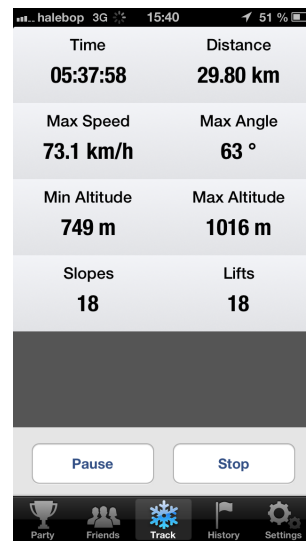 halebop 3G 15:40 51 %
Time Distance
05:37:58 29.80 km
Max Speed Max Angle
73.1 km/h 63 °
Min Altitude Max Altitude
749 m 1016 m
Slopes Lifts
18 18
Pause Stop
Party Friends Track History Settings